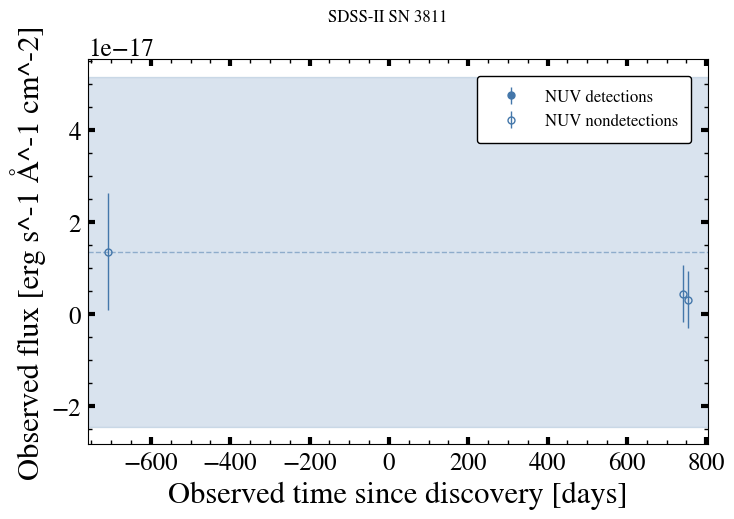 SDSS-II SN 3811
1e−17
NUV detections
NUV nondetections
4
2
0
−2
Observed flux [erg s^-1 Å^-1 cm^-2]
−600 −400 −200 0 200 400 600 800
Observed time since discovery [days]